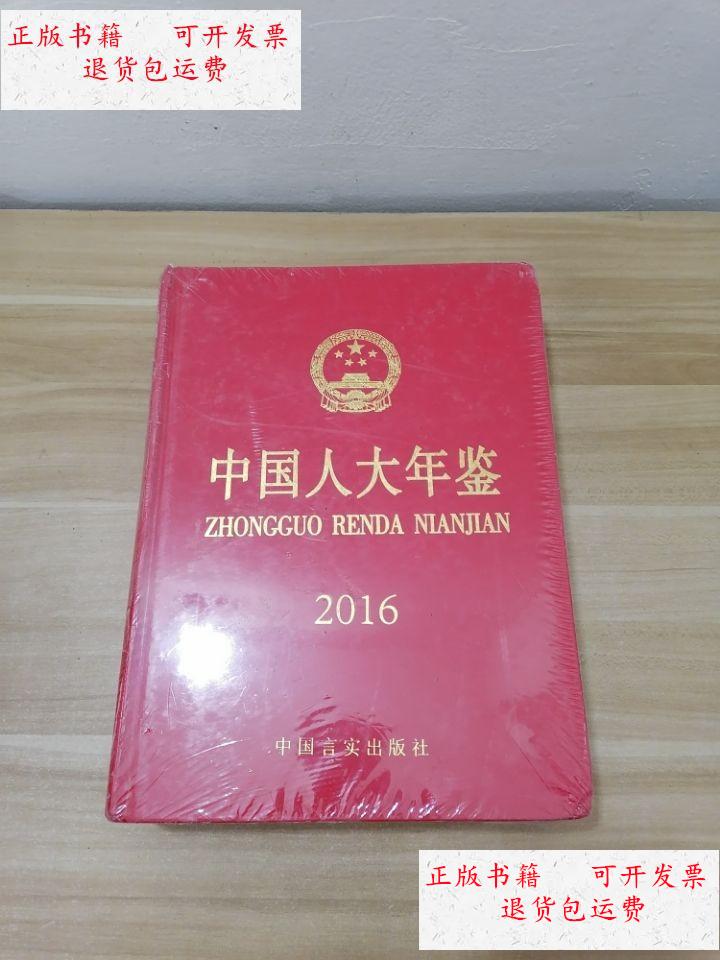 正版书籍 可开发票
退货包运费
中国人大年鉴
ZHONGGUO RENDA NIANJIAN
2016
中国言实出版社
正版书籍 可开发票
退货包运费